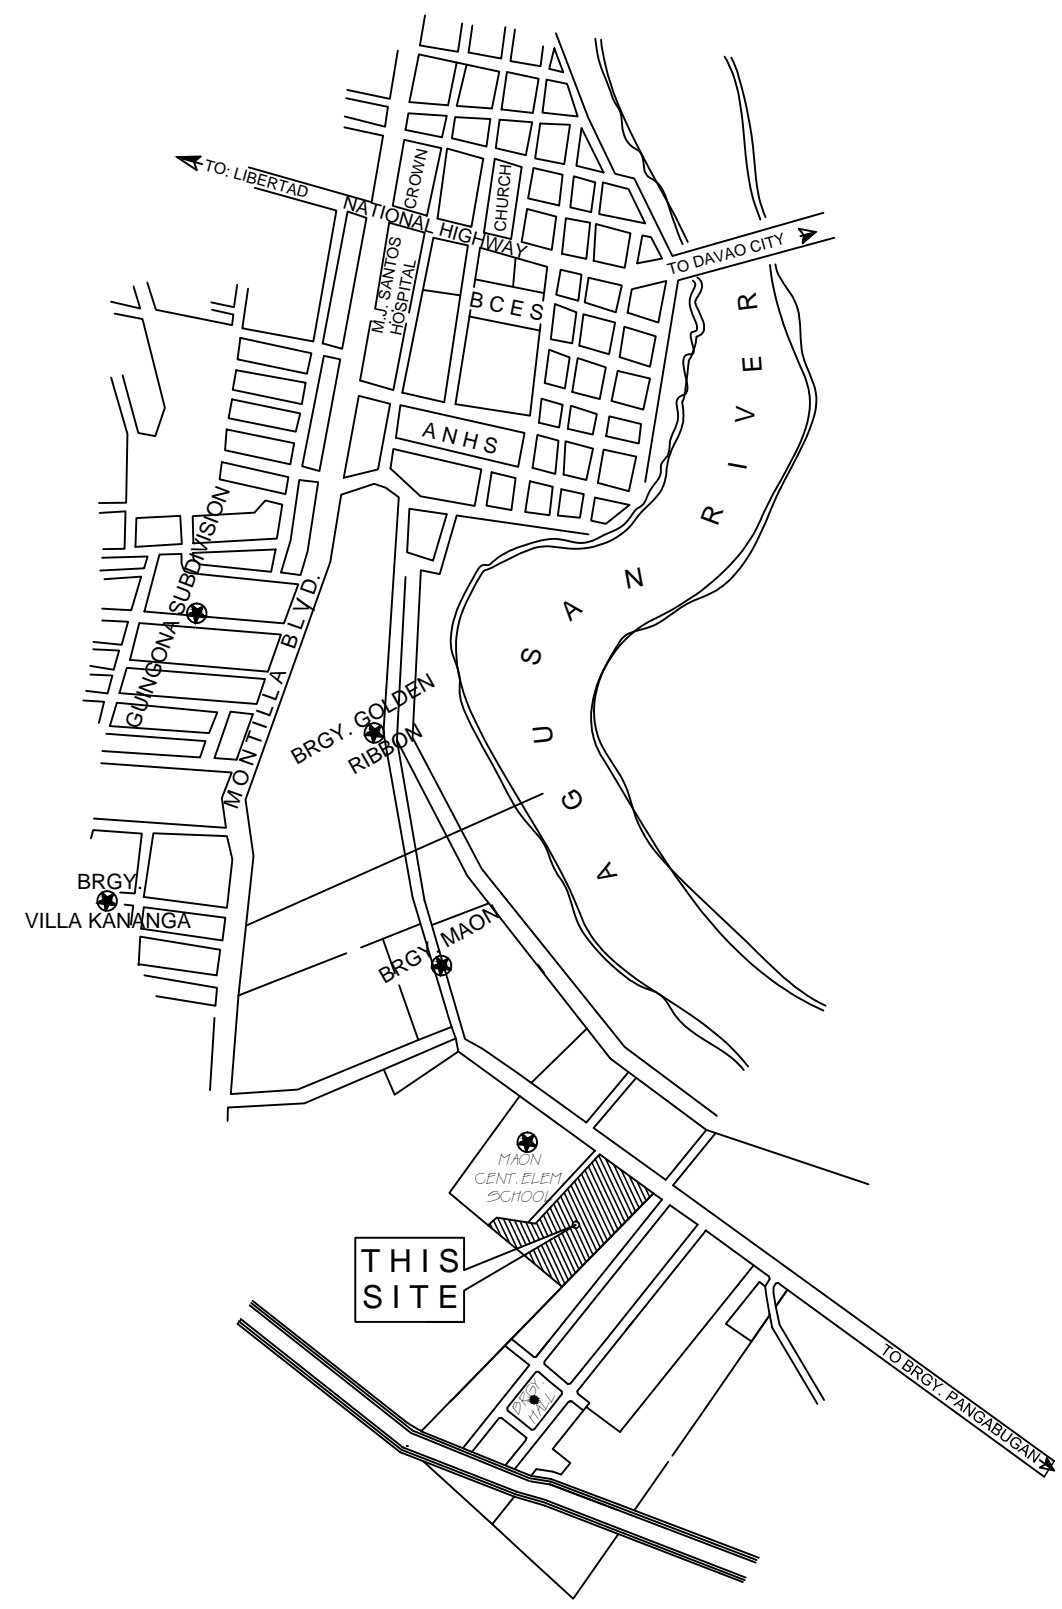 TO: LIBERTAD
CROWN
CHURCH
NATIONAL HIGHWAY
TO DAVAO CITY
M.J. SANTOS
HOSPITAL
BCES
ANHS
AGUSAN RIVER
GUINGONA SUBDIVISION
MONTILLA BLVD.
BRGY. GOLDEN
RIBBON
BRGY.
VILLA KANANGA
BRGY. MAON
MAON
CENT. ELEM.
SCHOOL
THIS
SITE
BRGY.
HALL
TO BRGY. PANGABUGAN